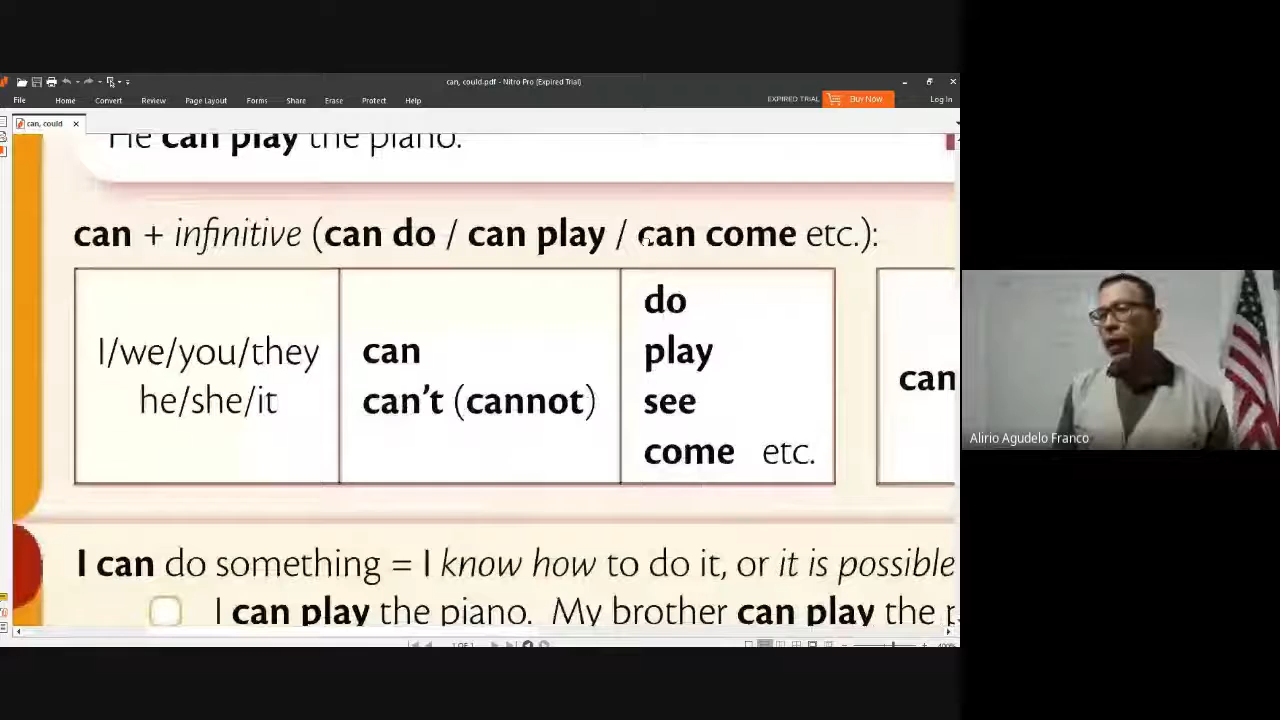 can, could.pdf - Nitro Pro (Expired Trial)
File Home Convert Review Page Layout Forms Share Erase Protect Help
EXPIRED TRIAL Buy Now Log In
can, could
He can play the piano.
can + infinitive (can do / can play / can come etc.):
I/we/you/they
he/she/it
can
can't (cannot)
do
play
see
come etc.
can
I can do something = I know how to do it, or it is possible
I can play the piano. My brother can play the
Alirio Agudelo Franco
1 OF 1
400%